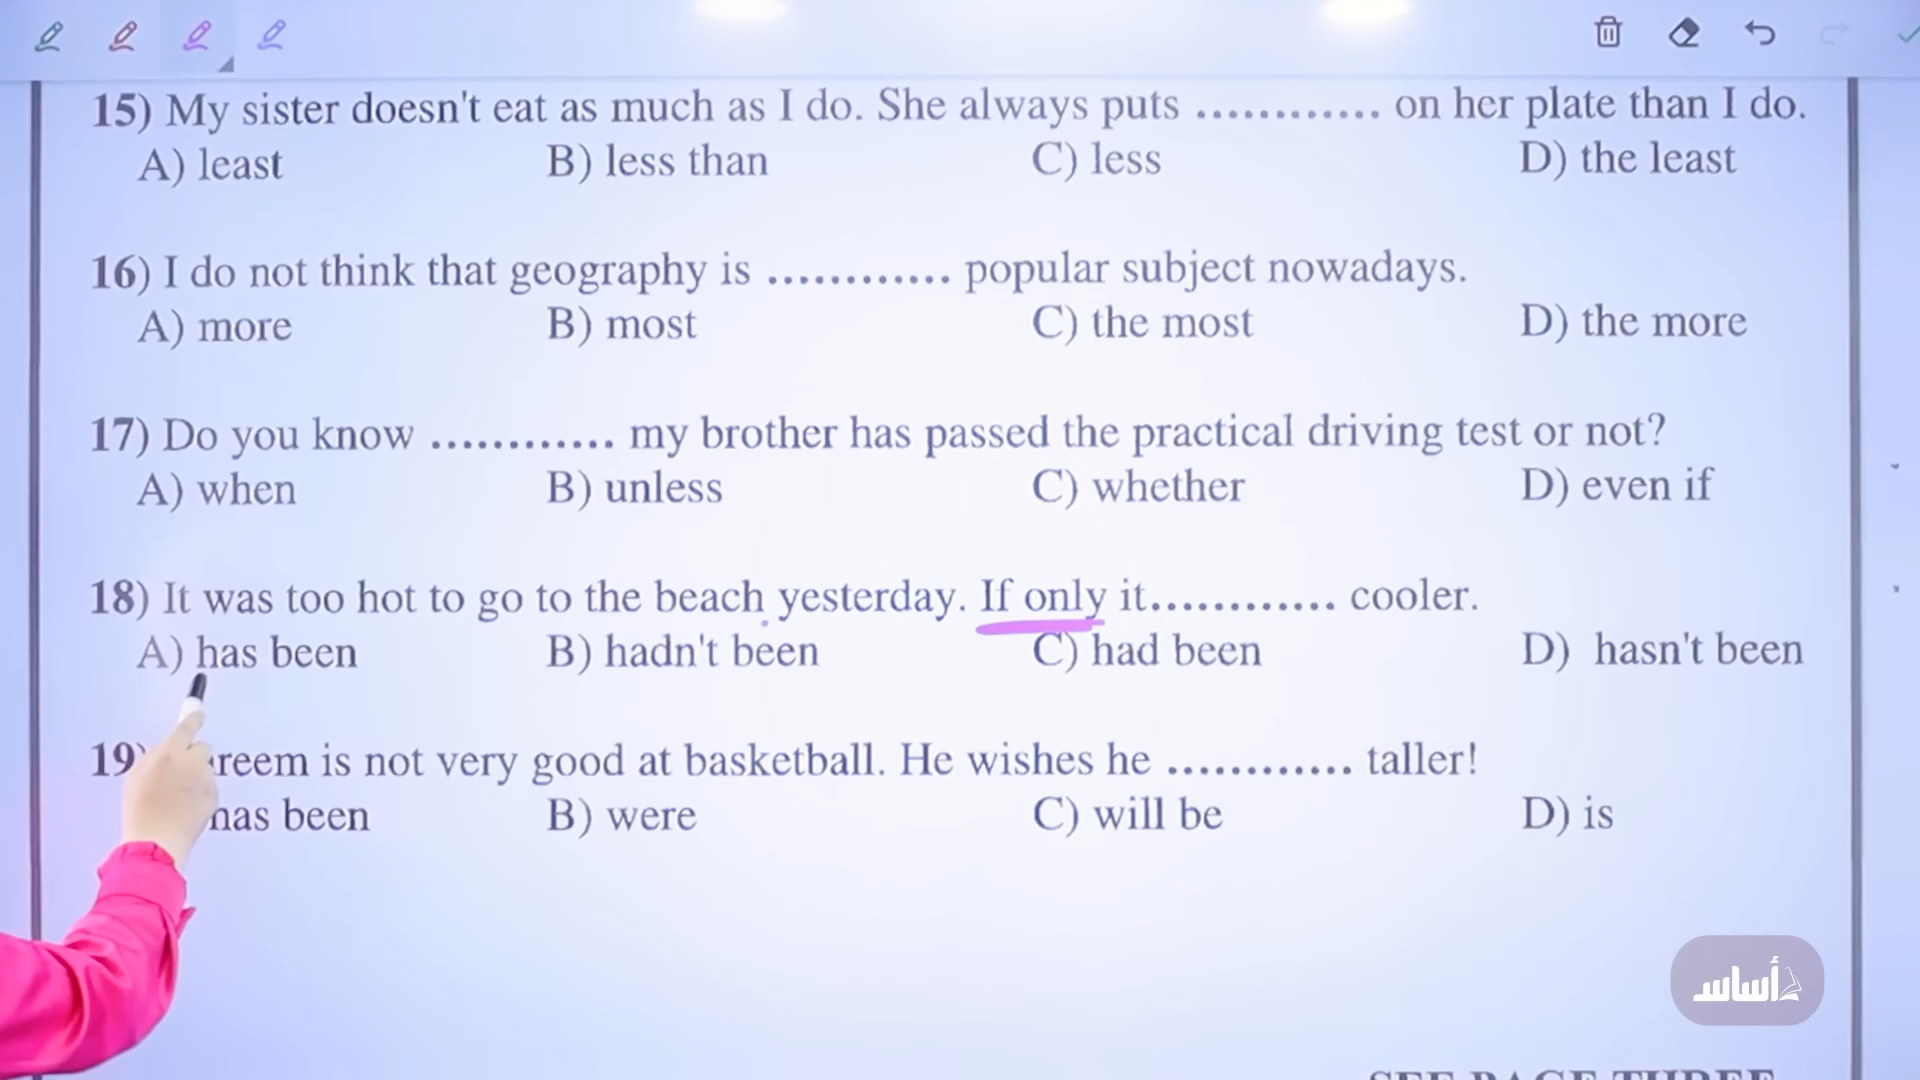 15) My sister doesn't eat as much as I do. She always puts ............ on her plate than I do.
A) least B) less than C) less D) the least
16) I do not think that geography is ............ popular subject nowadays.
A) more B) most C) the most D) the more
17) Do you know ............ my brother has passed the practical driving test or not?
A) when B) unless C) whether D) even if
18) It was too hot to go to the beach yesterday. If only it............ cooler.
A) has been B) hadn't been C) had been D) hasn't been
19) reem is not very good at basketball. He wishes he ............ taller!
has been B) were C) will be D) is
أساس
SEE PAGE THREE